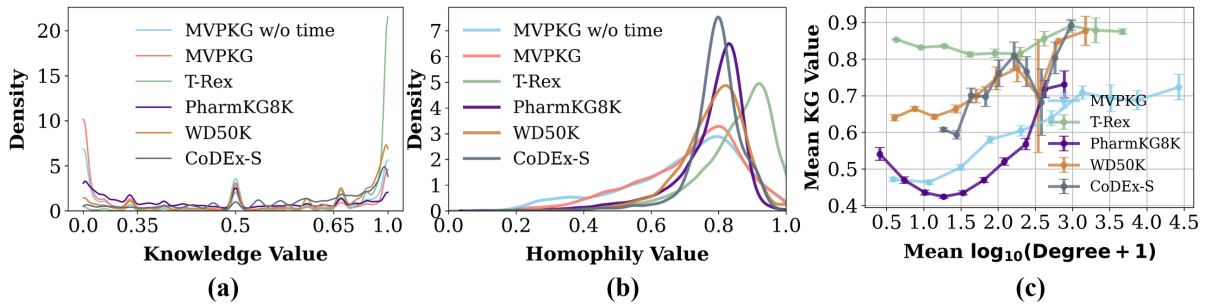 Density
20
15
10
5
0
MVPKG w/o time
MVPKG
T-Rex
PharmKG8K
WD50K
CoDEx-S
0.0
0.35
0.5
0.65
1.0
Knowledge Value
(a)
Density
7
6
5
4
3
2
1
0
MVPKG w/o time
MVPKG
T-Rex
PharmKG8K
WD50K
CoDEx-S
0.0
0.2
0.4
0.6
0.8
1.0
Homophily Value
(b)
Mean KG Value
0.9
0.8
0.7
0.6
0.5
0.4
MVPKG
T-Rex
PharmKG8K
WD50K
CoDEx-S
0.5
1.0
1.5
2.0
2.5
3.0
3.5
4.0
4.5
Mean log₁₀(Degree + 1)
(c)